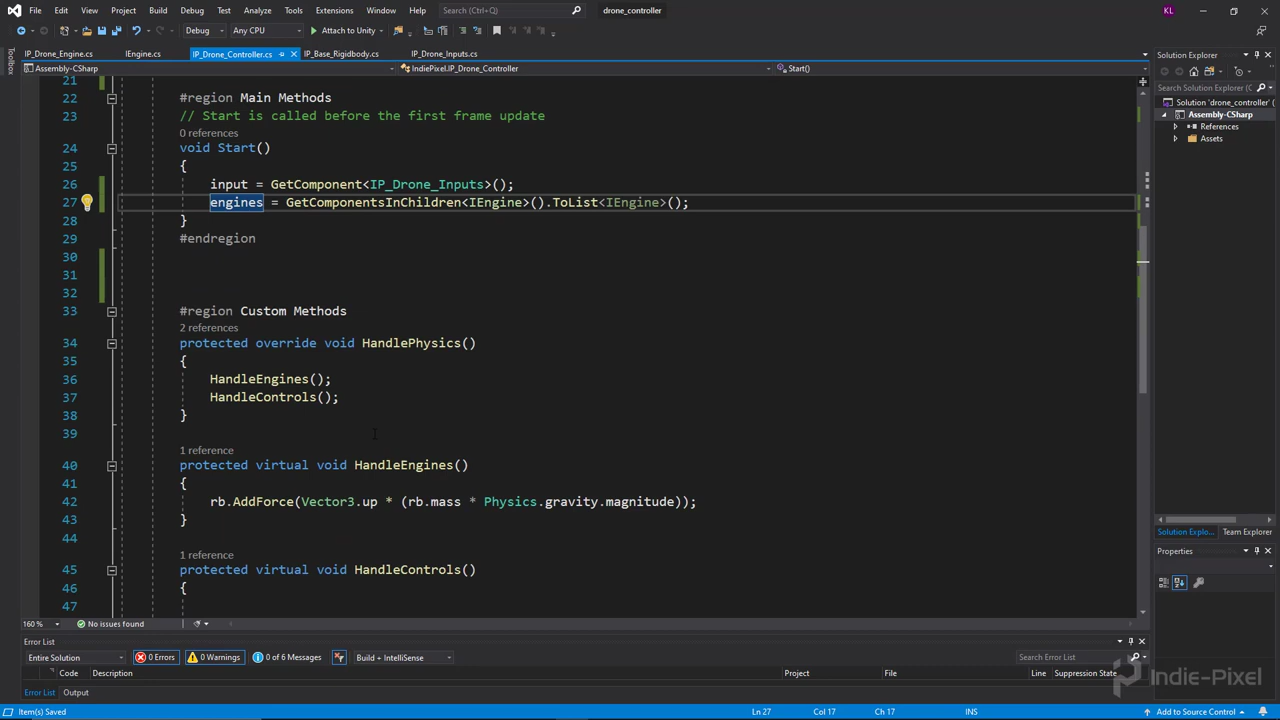 File Edit View Project Build Debug Test Analyze Tools Extensions Window Help Search (Ctrl+Q) drone_controller KL
Debug Any CPU Attach to Unity
IP_Drone_Engine.cs IEngine.cs IP_Drone_Controller.cs IP_Base_Rigidbody.cs IP_Drone_Inputs.cs
Solution Explorer
Toolbox
Assembly-CSharp IndiePixel.IP_Drone_Controller Start()
Search Solution Explorer
Solution 'drone_controller'
Assembly-CSharp
References
Assets
21
22 #region Main Methods
23 // Start is called before the first frame update
0 references
24 void Start()
25 {
26 input = GetComponent<IP_Drone_Inputs>();
27 engines = GetComponentsInChildren<IEngine>().ToList<IEngine>();
28 }
29 #endregion
30
31
32
33 #region Custom Methods
2 references
34 protected override void HandlePhysics()
35 {
36 HandleEngines();
37 HandleControls();
38 }
39
1 reference
40 protected virtual void HandleEngines()
41 {
42 rb.AddForce(Vector3.up * (rb.mass * Physics.gravity.magnitude));
43 }
44
1 reference
45 protected virtual void HandleControls()
46 {
47
Solution Explo... Team Explorer
Properties
160 % No issues found
Error List
Entire Solution 0 Errors 0 Warnings 0 of 6 Messages Build + IntelliSense Search Error List
Code Description Project File Line Suppression State
Error List Output
Indie-Pixel
Item(s) Saved Ln 27 Col 17 Ch 17 INS Add to Source Control